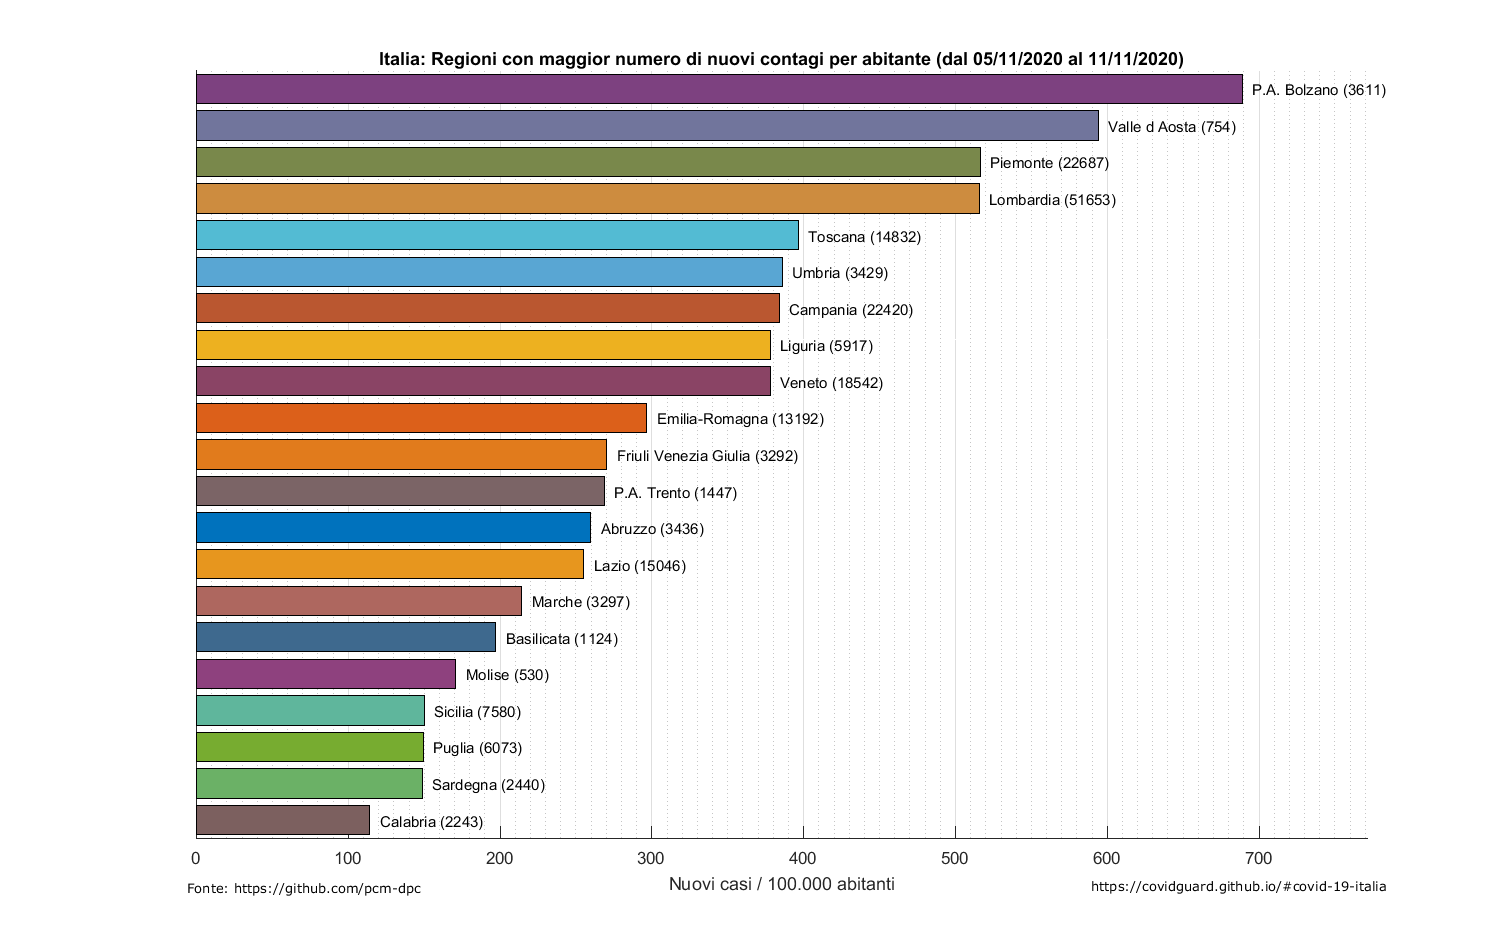 Italia: Regioni con maggior numero di nuovi contagi per abitante (dal 05/11/2020 al 11/11/2020)
P.A. Bolzano (3611)
Valle d Aosta (754)
Piemonte (22687)
Lombardia (51653)
Toscana (14832)
Umbria (3429)
Campania (22420)
Liguria (5917)
Veneto (18542)
Emilia-Romagna (13192)
Friuli Venezia Giulia (3292)
P.A. Trento (1447)
Abruzzo (3436)
Lazio (15046)
Marche (3297)
Basilicata (1124)
Molise (530)
Sicilia (7580)
Puglia (6073)
Sardegna (2440)
Calabria (2243)
0 100 200 300 400 500 600 700
Nuovi casi / 100.000 abitanti
Fonte: https://github.com/pcm-dpc
https://covidguard.github.io/#covid-19-italia